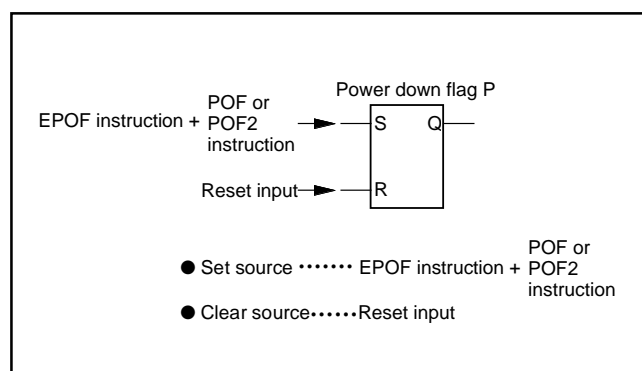 Power down flag P
EPOF instruction +
POF or
POF2
instruction
S
Q
Reset input
R
● Set source ······· EPOF instruction +
POF or
POF2
instruction
● Clear source ······ Reset input